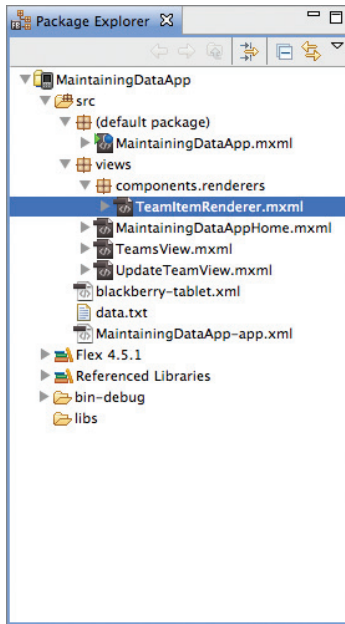 Package Explorer
MaintainingDataApp
src
(default package)
MaintainingDataApp.mxml
views
components.renderers
TeamItemRenderer.mxml
MaintainingDataAppHome.mxml
TeamsView.mxml
UpdateTeamView.mxml
blackberry-tablet.xml
data.txt
MaintainingDataApp-app.xml
Flex 4.5.1
Referenced Libraries
bin-debug
libs